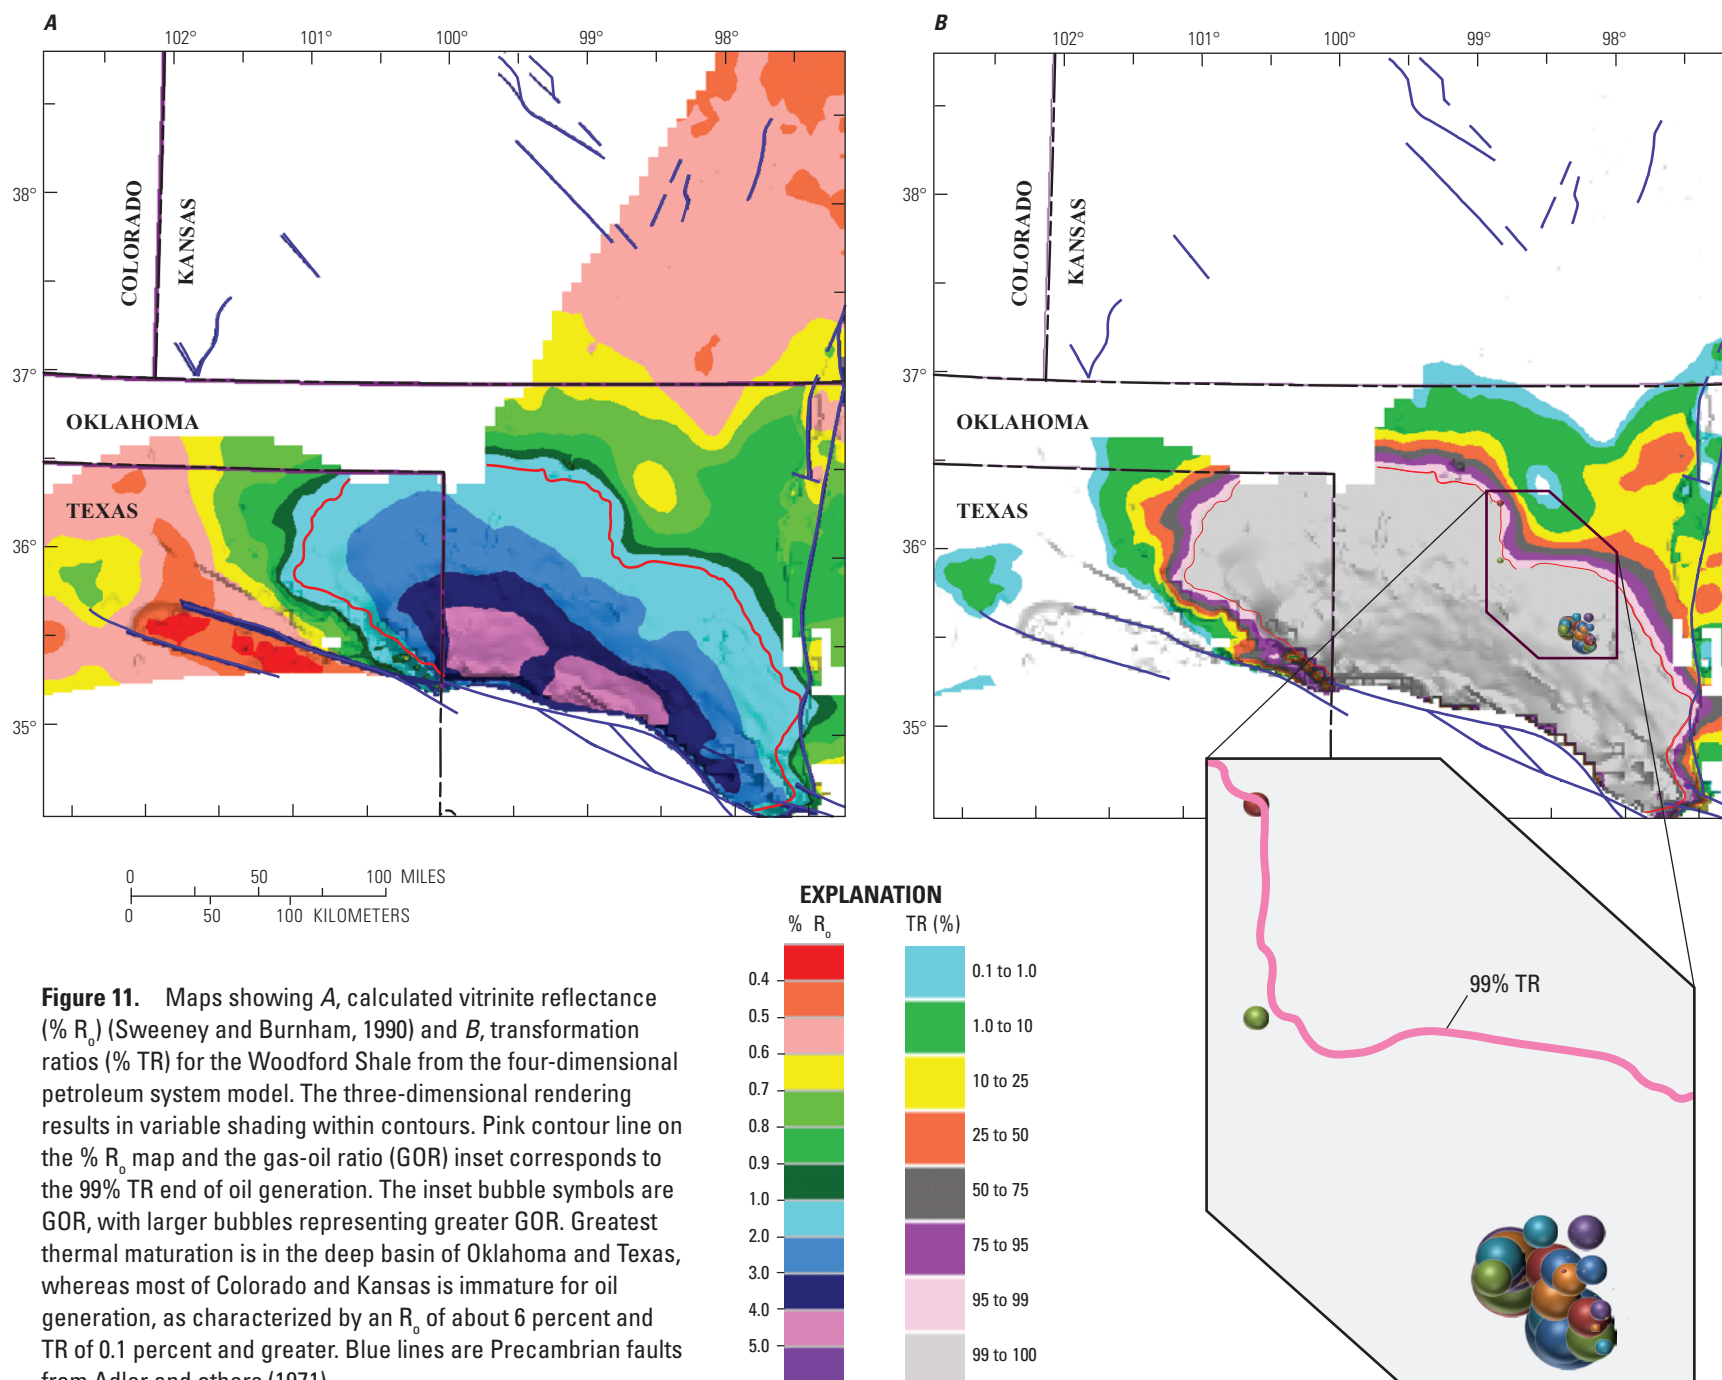 A
102° 101° 100° 99° 98°
38°
37°
36°
35°
COLORADO
KANSAS
OKLAHOMA
TEXAS
B
102° 101° 100° 99° 98°
38°
37°
36°
35°
COLORADO
KANSAS
OKLAHOMA
TEXAS
99% TR
0 50 100 MILES
0 50 100 KILOMETERS
EXPLANATION
% Ro
0.4
0.5
0.6
0.7
0.8
0.9
1.0
2.0
3.0
4.0
5.0
TR (%)
0.1 to 1.0
1.0 to 10
10 to 25
25 to 50
50 to 75
75 to 95
95 to 99
99 to 100
Figure 11. Maps showing A, calculated vitrinite reflectance
(% Ro) (Sweeney and Burnham, 1990) and B, transformation
ratios (% TR) for the Woodford Shale from the four-dimensional
petroleum system model. The three-dimensional rendering
results in variable shading within contours. Pink contour line on
the % Ro map and the gas-oil ratio (GOR) inset corresponds to
the 99% TR end of oil generation. The inset bubble symbols are
GOR, with larger bubbles representing greater GOR. Greatest
thermal maturation is in the deep basin of Oklahoma and Texas,
whereas most of Colorado and Kansas is immature for oil
generation, as characterized by an Ro of about 6 percent and
TR of 0.1 percent and greater. Blue lines are Precambrian faults
from Adler and others (1971).